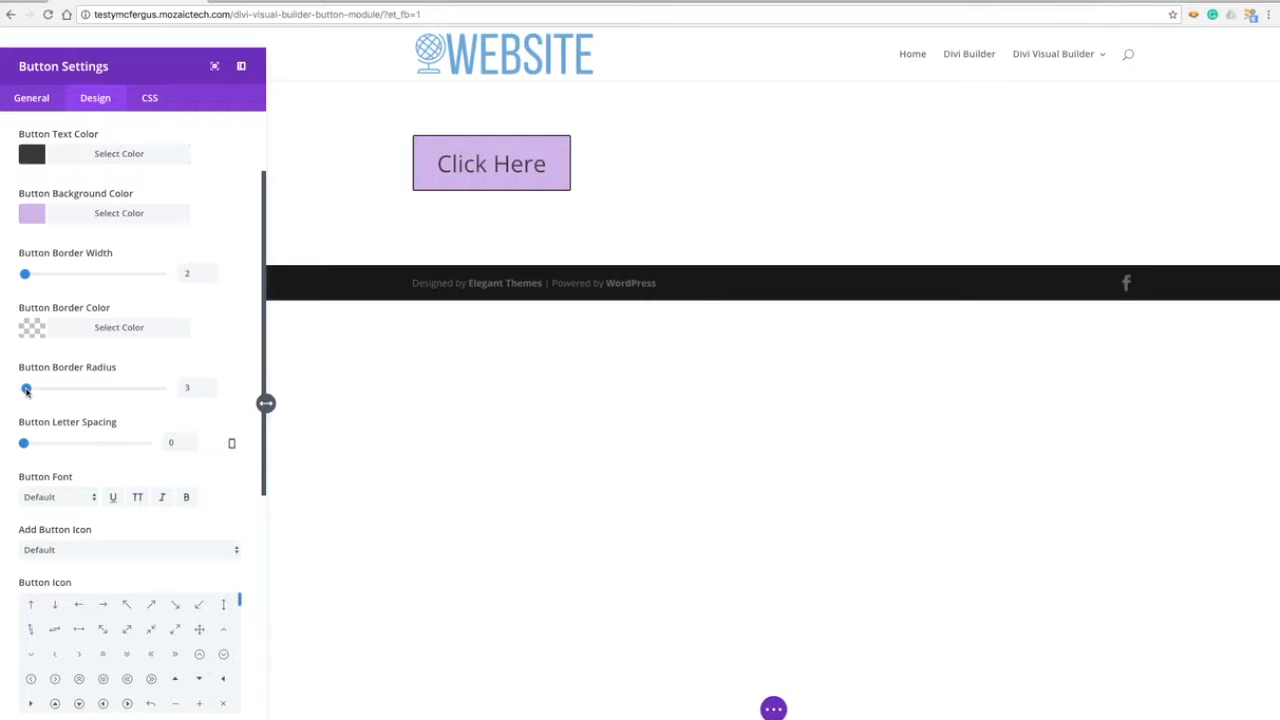 testymcfergus.mozaictech.com/divi-visual-builder-button-module/?et_fb=1
WEBSITE
Home Divi Builder Divi Visual Builder
Button Settings
General Design CSS
Button Text Color
Select Color
Click Here
Button Background Color
Select Color
Button Border Width
2
Designed by Elegant Themes | Powered by WordPress
Button Border Color
Select Color
Button Border Radius
3
Button Letter Spacing
0
Button Font
Default U TT I B
Add Button Icon
Default
Button Icon